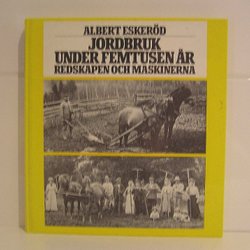 ALBERT ESKERÖD
JORDBRUK
UNDER FEMTUSEN ÅR
REDSKAPEN OCH MASKINERNA